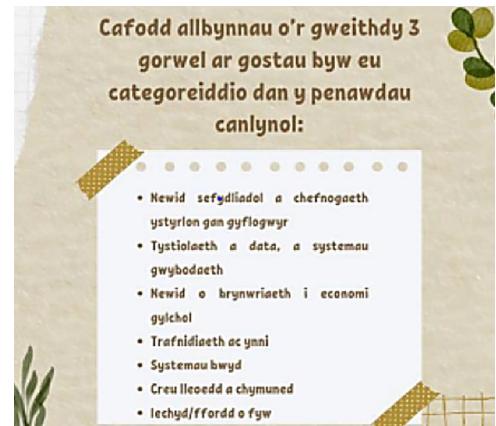 Cafodd allbynnau o'r gweithdy 3
gorwel ar gostau byw eu
categoreiddio dan y penawdau
canlynol:
• Newid sefydliadol a chefnogaeth
ystyrlon gan gyflogwyr
• Tystiolaeth a data, a systemau
gwybodaeth
• Newid o brynwriaeth i economi
gylchol
• Trafnidiaeth ac ynni
• Systemau bwyd
• Creu lleoedd a chymuned
• Iechyd/ffordd o fyw